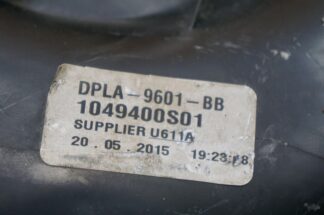 DPLA-9601-BB
1049400S01
SUPPLIER U611A
20.05.2015